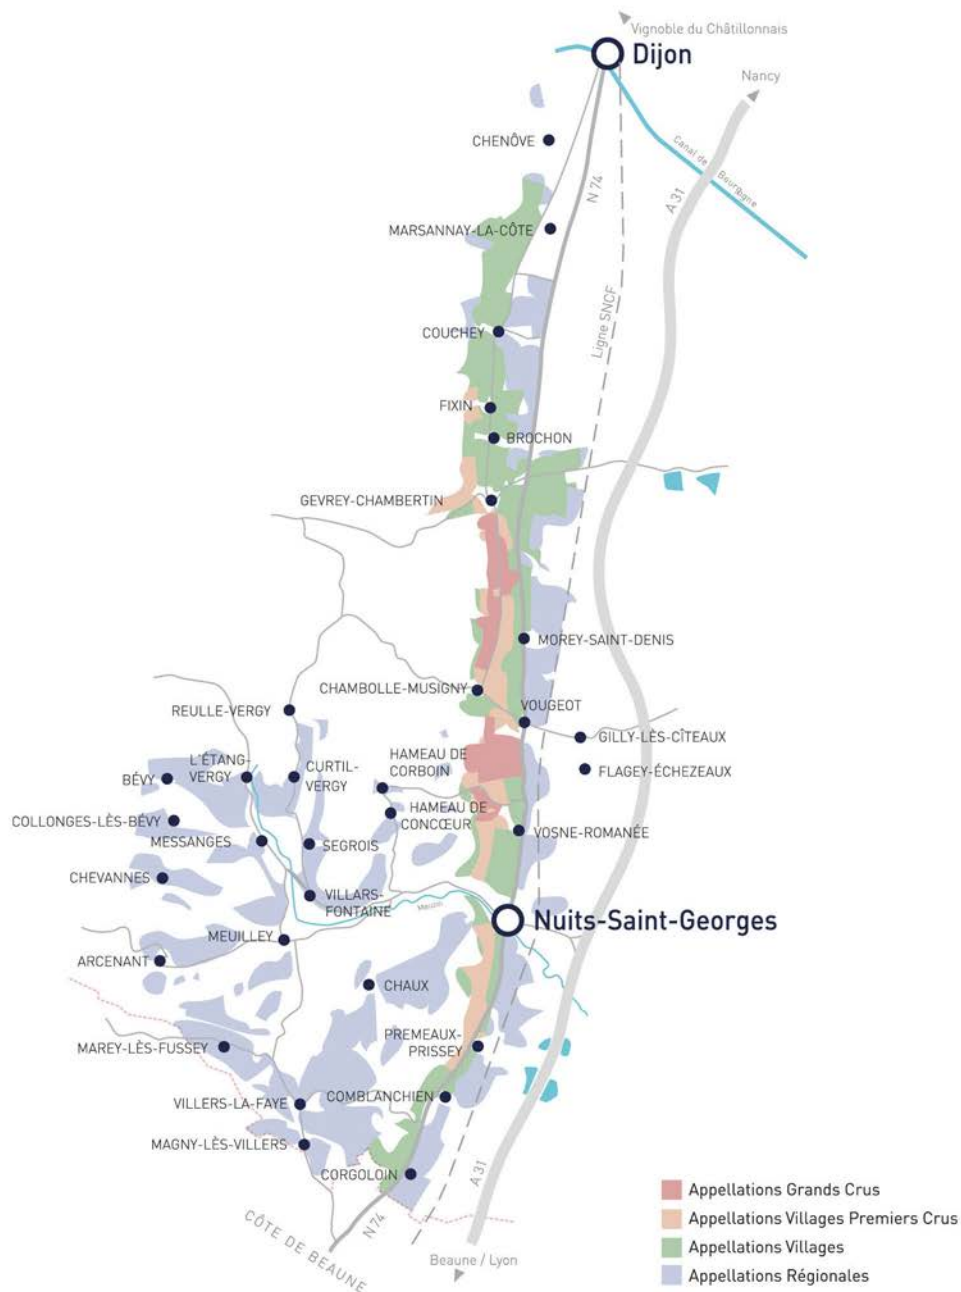 Vignoble du Châtillonnais
Dijon
Nancy
CHENÔVE
Canal de Bourgogne
N 74
A 31
MARSANNAY-LA-CÔTE
Ligne SNCF
COUCHEY
FIXIN
BROCHON
GEVREY-CHAMBERTIN
MOREY-SAINT-DENIS
CHAMBOLLE-MUSIGNY
REULLE-VERGY
VOUGEOT
GILLY-LÈS-CÎTEAUX
HAMEAU DE
CORBOIN
L'ÉTANG-
VERGY
CURTIL-
VERGY
BÉVY
FLAGEY-ÉCHEZEAUX
HAMEAU DE
CONCŒUR
COLLONGES-LÈS-BÉVY
MESSANGES
SEGROIS
VOSNE-ROMANÉE
CHEVANNES
VILLARS-
FONTAINE
Meuzin
Nuits-Saint-Georges
MEUILLEY
ARCENANT
CHAUX
PREMEAUX-
PRISSEY
MAREY-LÈS-FUSSEY
COMBLANCHIEN
VILLERS-LA-FAYE
MAGNY-LÈS-VILLERS
CORGOLOIN
A 31
N 74
CÔTE DE BEAUNE
Beaune / Lyon
Appellations Grands Crus
Appellations Villages Premiers Crus
Appellations Villages
Appellations Régionales